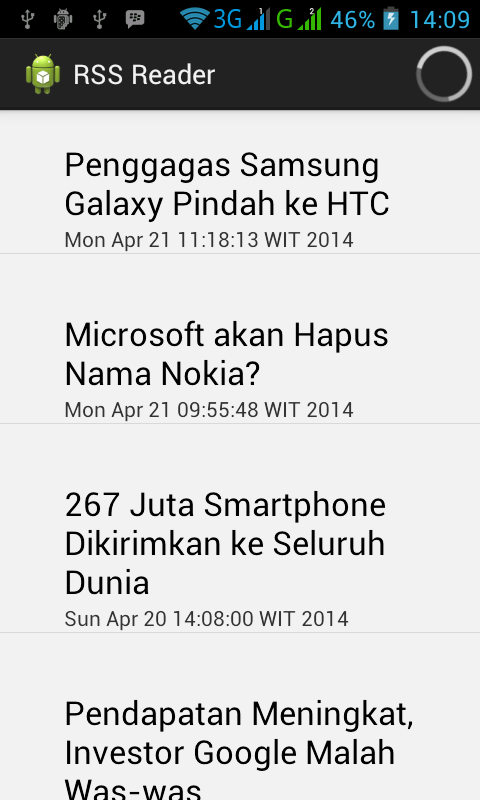 3G 1 G 2 46% 14:09
RSS Reader
Penggagas Samsung
Galaxy Pindah ke HTC
Mon Apr 21 11:18:13 WIT 2014
Microsoft akan Hapus
Nama Nokia?
Mon Apr 21 09:55:48 WIT 2014
267 Juta Smartphone
Dikirimkan ke Seluruh
Dunia
Sun Apr 20 14:08:00 WIT 2014
Pendapatan Meningkat,
Investor Google Malah
Was-was